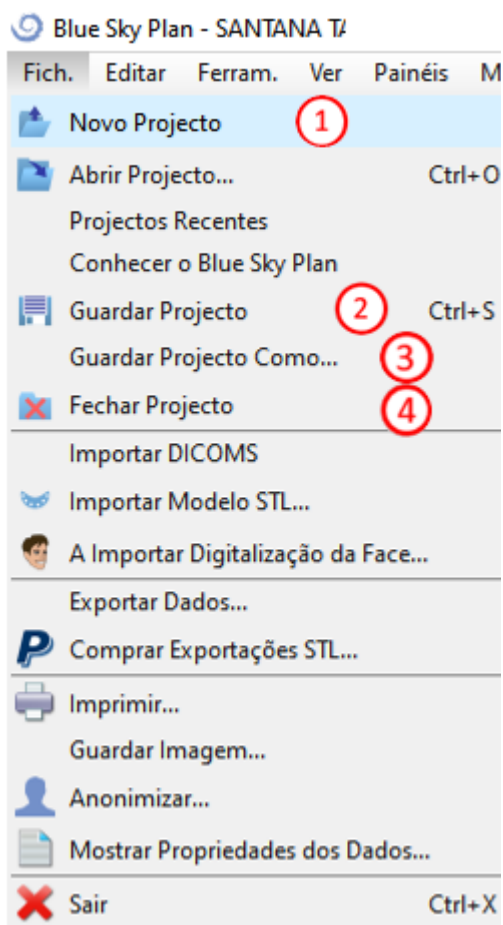 Blue Sky Plan - SANTANA
Fich. Editar Ferram. Ver Painéis M
Novo Projecto 1
Abrir Projecto... Ctrl+O
Projectos Recentes
Conhecer o Blue Sky Plan
Guardar Projecto 2 Ctrl+S
Guardar Projecto Como... 3
Fechar Projecto 4
Importar DICOMS
Importar Modelo STL...
A Importar Digitalização da Face...
Exportar Dados...
Comprar Exportações STL...
Imprimir...
Guardar Imagem...
Anonimizar...
Mostrar Propriedades dos Dados...
Sair Ctrl+X